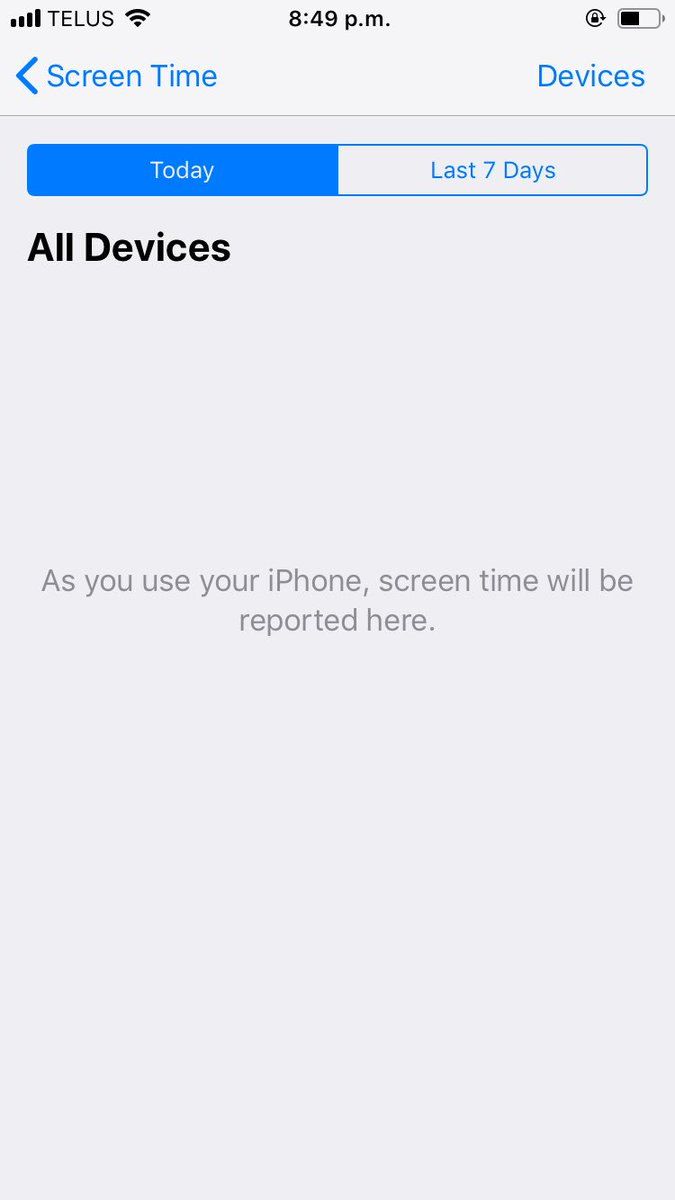 TELUS 8:49 p.m.
Screen Time Devices
Today Last 7 Days
All Devices
As you use your iPhone, screen time will be
reported here.